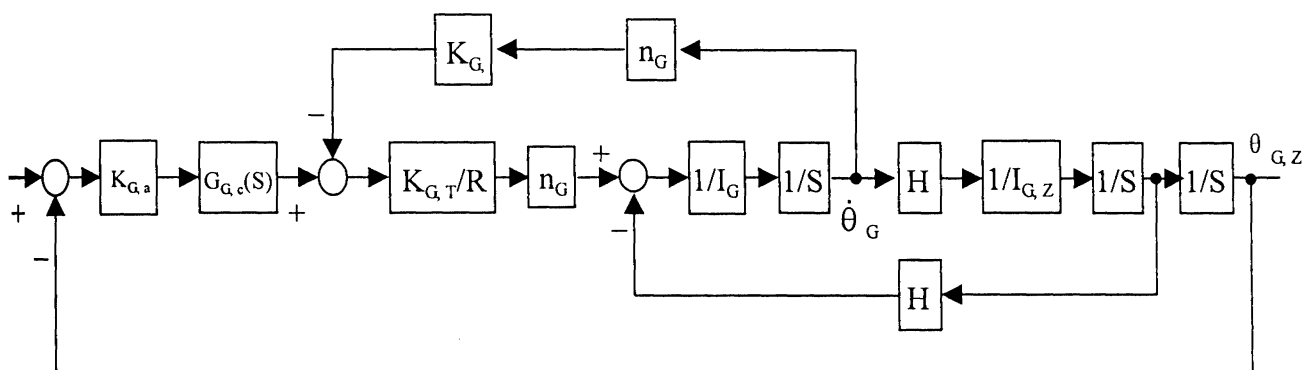 K_G,
n_G
−
θ_G,Z
K_G,a
G_G,c(S)
K_G,T/R
n_G
+
1/I_G
1/S
H
1/I_G,Z
1/S
1/S
+
+
−
θ̇_G
−
H